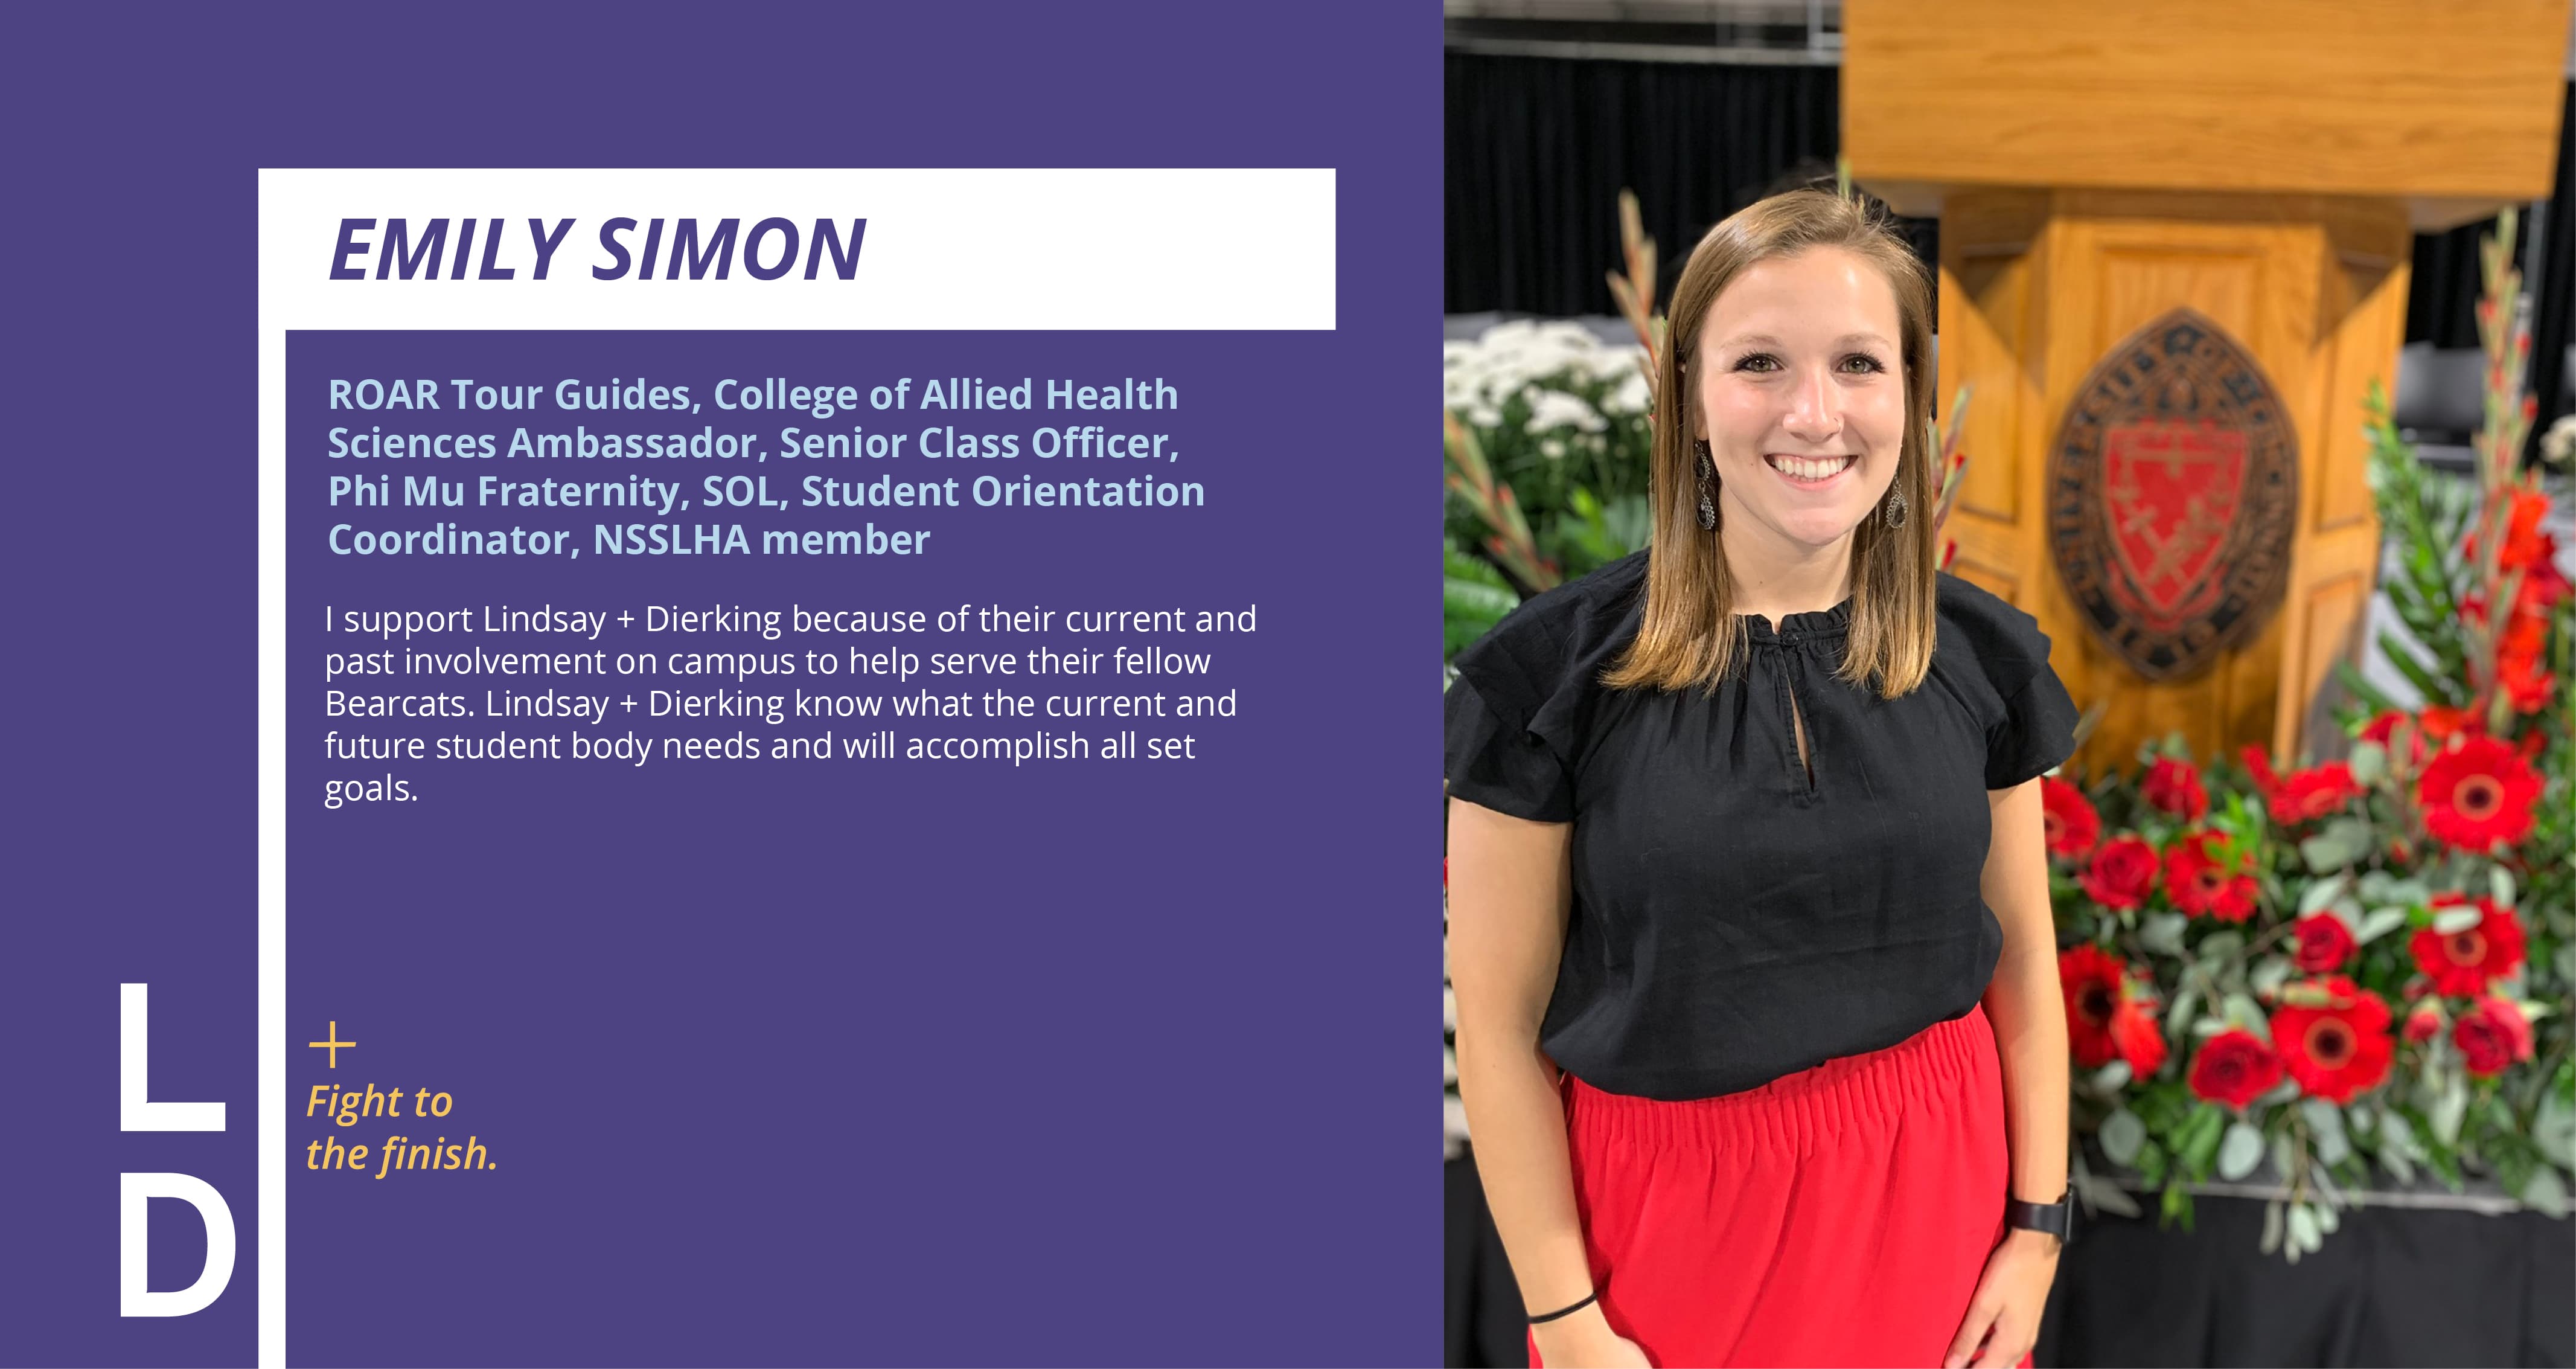 EMILY SIMON
ROAR Tour Guides, College of Allied Health
Sciences Ambassador, Senior Class Officer,
Phi Mu Fraternity, SOL, Student Orientation
Coordinator, NSSLHA member
I support Lindsay + Dierking because of their current and
past involvement on campus to help serve their fellow
Bearcats. Lindsay + Dierking know what the current and
future student body needs and will accomplish all set
goals.
L
D
+
Fight to
the finish.